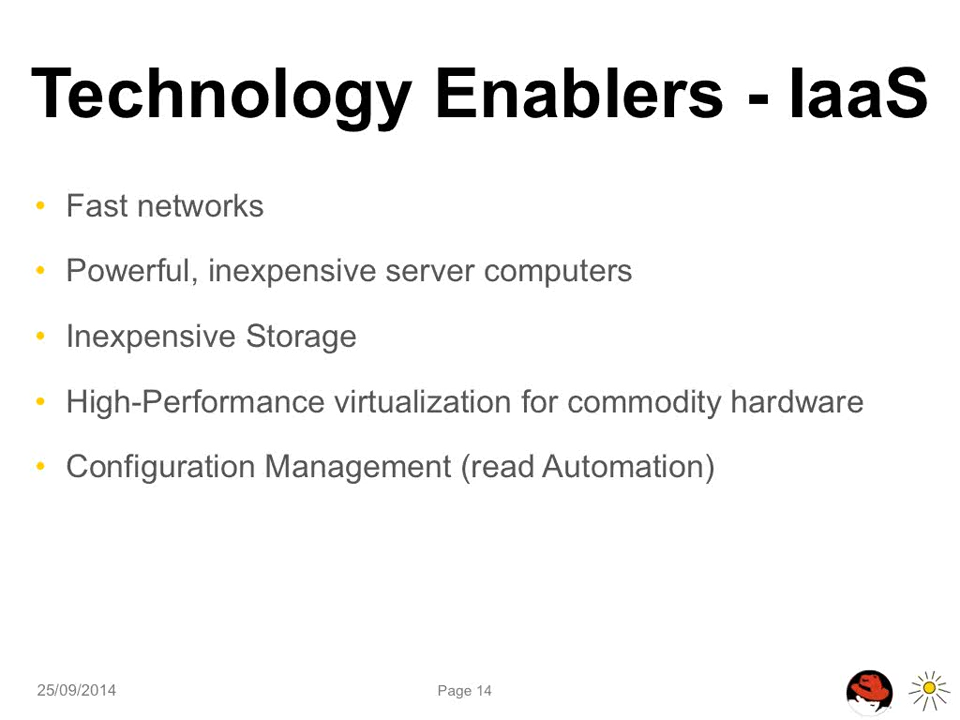 Technology Enablers - IaaS
• Fast networks
• Powerful, inexpensive server computers
• Inexpensive Storage
• High-Performance virtualization for commodity hardware
• Configuration Management (read Automation)
25/09/2014
Page 14